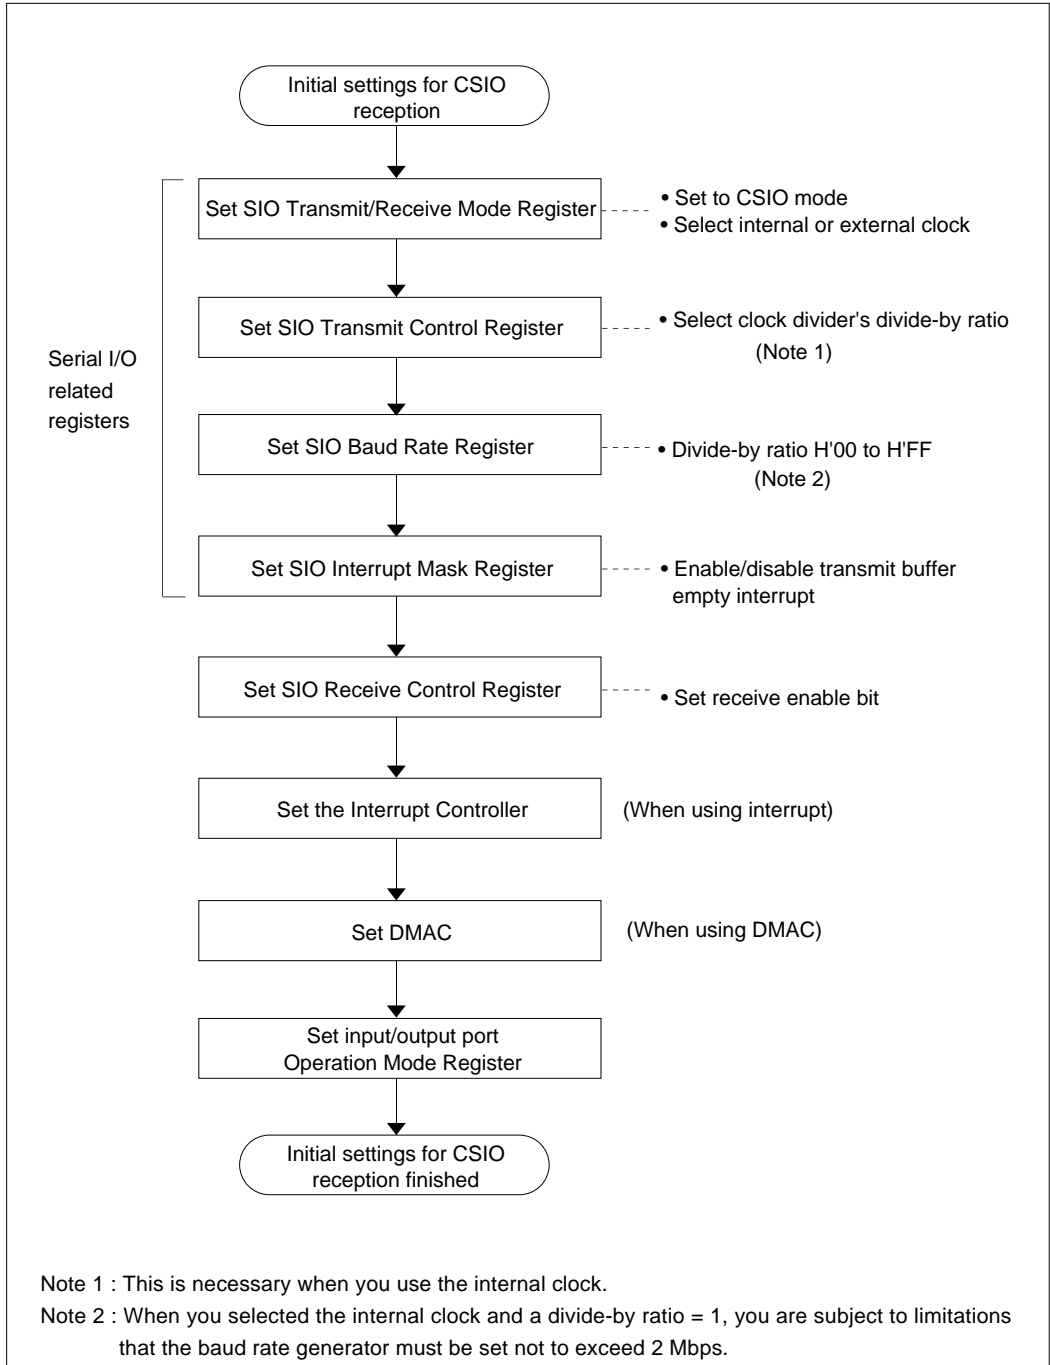 Initial settings for CSIO
reception
Set SIO Transmit/Receive Mode Register
• Set to CSIO mode
• Select internal or external clock
Set SIO Transmit Control Register
• Select clock divider's divide-by ratio
(Note 1)
Serial I/O
related
registers
Set SIO Baud Rate Register
• Divide-by ratio H'00 to H'FF
(Note 2)
Set SIO Interrupt Mask Register
• Enable/disable transmit buffer
empty interrupt
Set SIO Receive Control Register
• Set receive enable bit
Set the Interrupt Controller
(When using interrupt)
Set DMAC
(When using DMAC)
Set input/output port
Operation Mode Register
Initial settings for CSIO
reception finished
Note 1 : This is necessary when you use the internal clock.
Note 2 : When you selected the internal clock and a divide-by ratio = 1, you are subject to limitations
that the baud rate generator must be set not to exceed 2 Mbps.